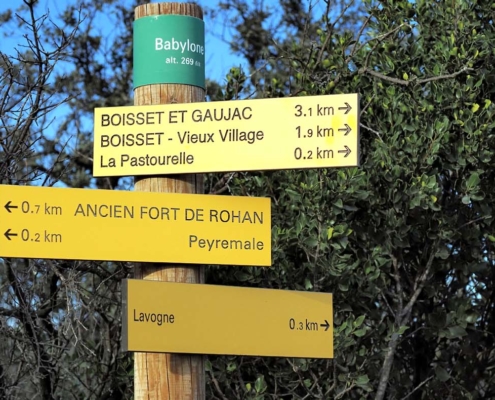 Babylone
alt. 269 m
BOISSET ET GAUJAC 3.1 km →
BOISSET - Vieux Village 1.9 km →
La Pastourelle 0.2 km →
← 0.7 km ANCIEN FORT DE ROHAN
← 0.2 km Peyremale
Lavogne 0.3 km →